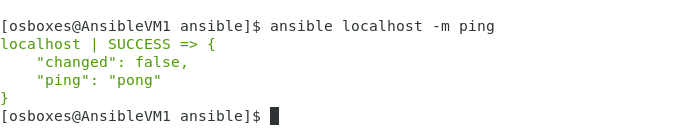 [osboxes@AnsibleVM1 ansible]$ ansible localhost -m ping
localhost | SUCCESS => {
    "changed": false,
    "ping": "pong"
}
[osboxes@AnsibleVM1 ansible]$